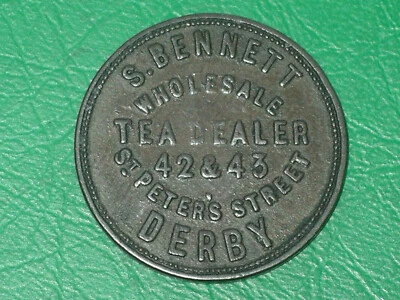 S. BENNETT
WHOLESALE
TEA DEALER
42 & 43
ST PETER'S STREET
DERBY